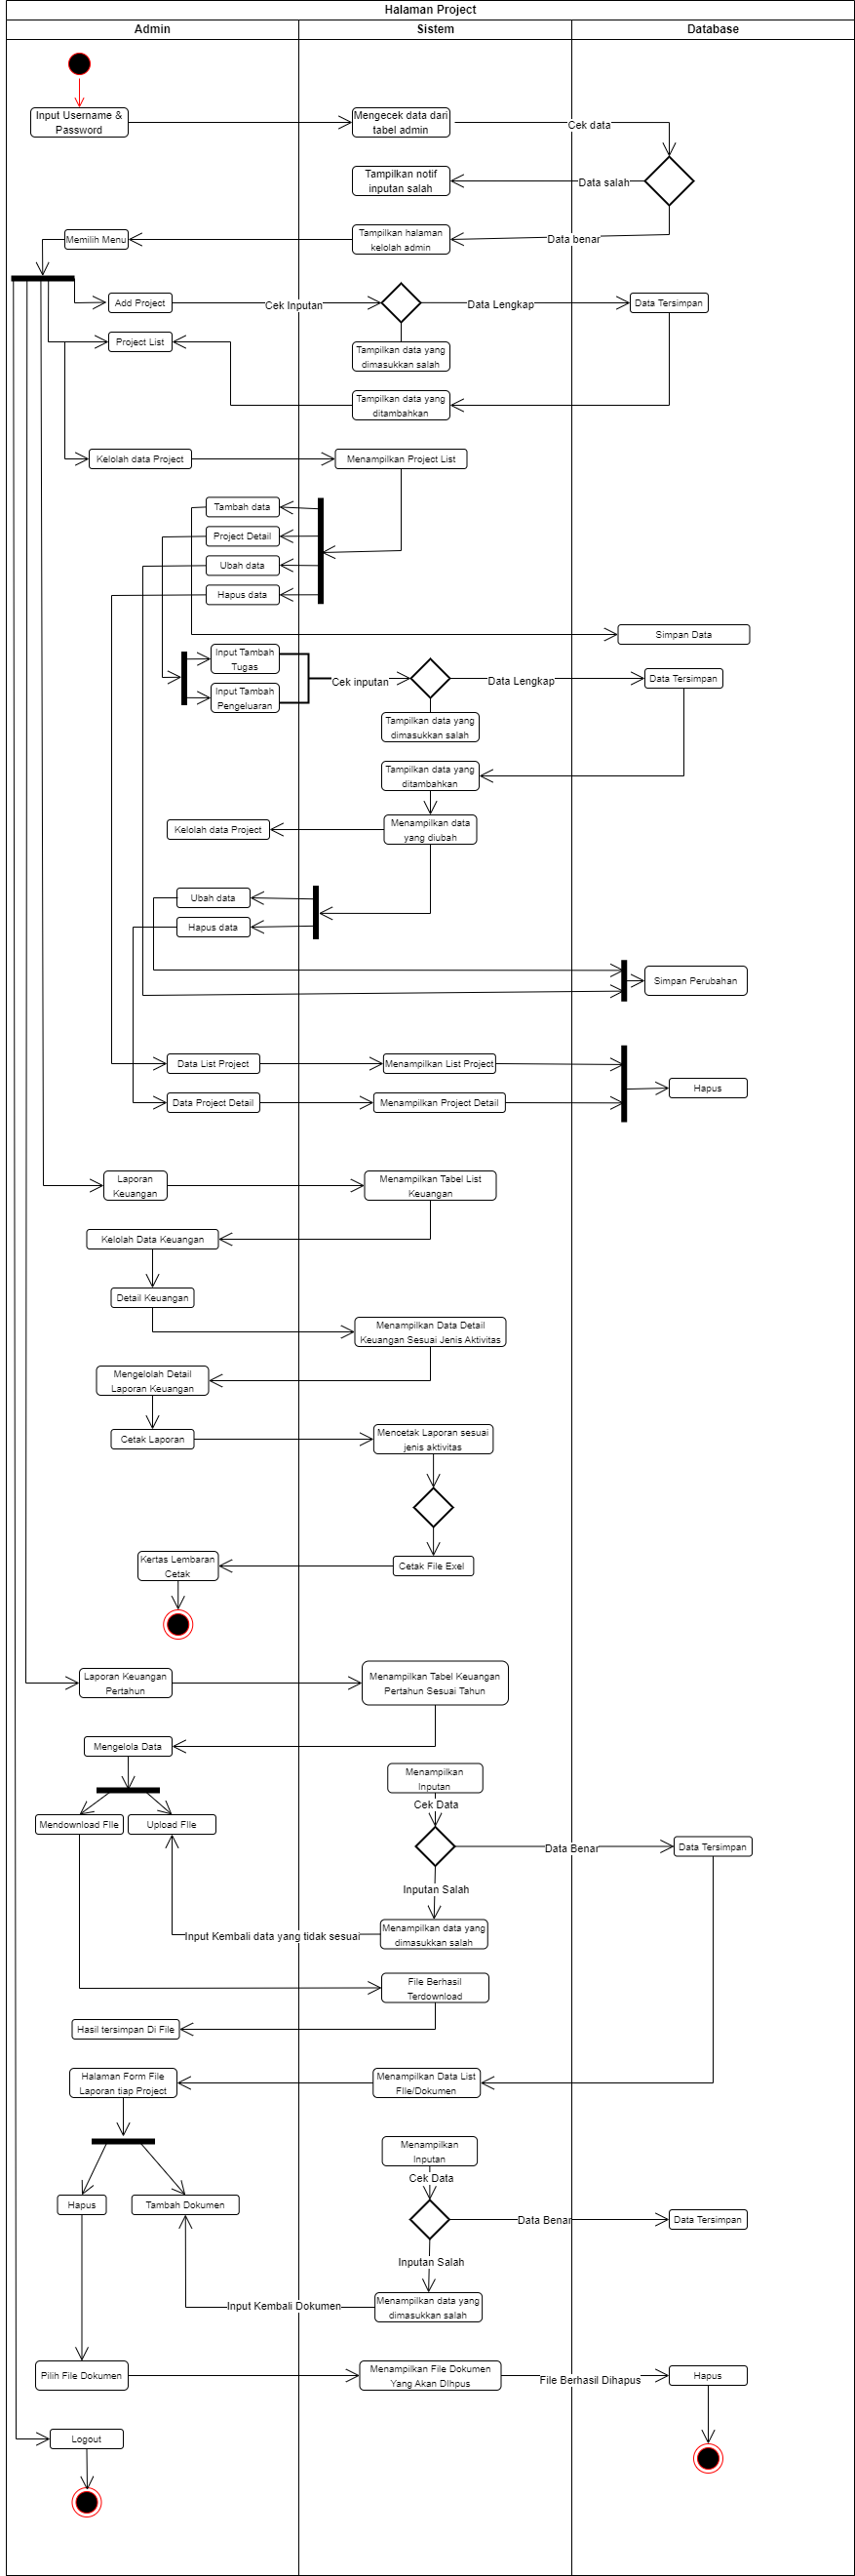 Halaman Project
Admin
Sistem
Database
Input Username &
Password
Mengecek data dari
tabel admin
Cek data
Tampilkan notif
inputan salah
Data salah
Memilih Menu
Tampilkan halaman
kelolah admin
Data benar
Add Project
Cek Inputan
Data Lengkap
Data Tersimpan
Project List
Tampilkan data yang
dimasukkan salah
Tampilkan data yang
ditambahkan
Kelolah data Project
Menampilkan Project List
Tambah data
Project Detail
Ubah data
Hapus data
Simpan Data
Input Tambah
Tugas
Cek inputan
Data Lengkap
Data Tersimpan
Input Tambah
Pengeluaran
Tampilkan data yang
dimasukkan salah
Tampilkan data yang
ditambahkan
Kelolah data Project
Menampilkan data
yang diubah
Ubah data
Hapus data
Simpan Perubahan
Data List Project
Menampilkan List Project
Hapus
Data Project Detail
Menampilkan Project Detail
Laporan
Keuangan
Menampilkan Tabel List
Keuangan
Kelolah Data Keuangan
Detail Keuangan
Menampilkan Data Detail
Keuangan Sesuai Jenis Aktivitas
Mengelolah Detail
Laporan Keuangan
Cetak Laporan
Mencetak Laporan sesuai
jenis aktivitas
Kertas Lembaran
Cetak
Cetak File Exel
Laporan Keuangan
Pertahun
Menampilkan Tabel Keuangan
Pertahun Sesuai Tahun
Mengelola Data
Menampilkan
Inputan
Cek Data
Mendownload FIle
Upload FIle
Data Benar
Data Tersimpan
Inputan Salah
Input Kembali data yang tidak sesuai
Menampilkan data yang
dimasukkan salah
File Berhasil
Terdownload
Hasil tersimpan Di File
Halaman Form File
Laporan tiap Project
Menampilkan Data List
FIle/Dokumen
Menampilkan
Inputan
Cek Data
Hapus
Tambah Dokumen
Data Benar
Data Tersimpan
Inputan Salah
Input Kembali Dokumen
Menampilkan data yang
dimasukkan salah
Pilih File Dokumen
Menampilkan File Dokumen
Yang Akan DIhpus
File Berhasil Dihapus
Hapus
Logout